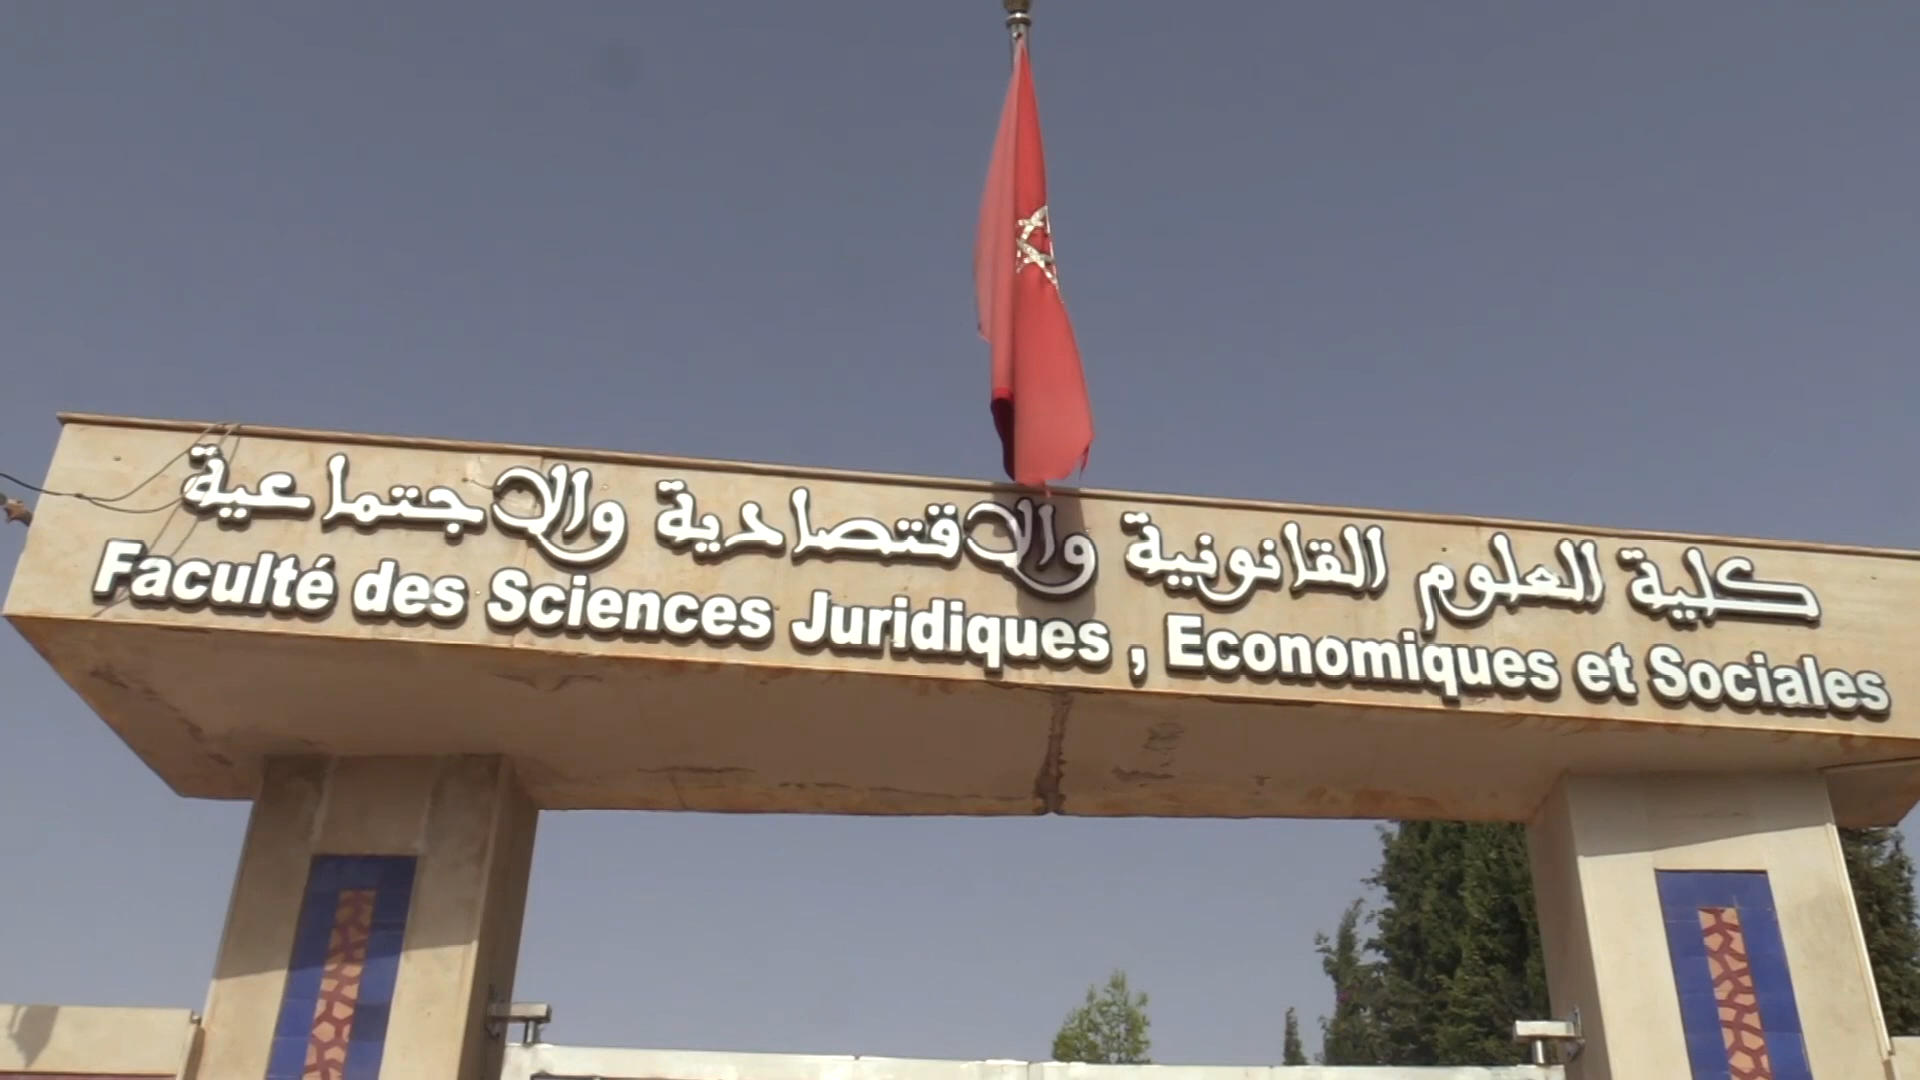 كلية العلوم القانونية والاقتصادية والاجتماعية
Faculté des Sciences Juridiques , Economiques et Sociales